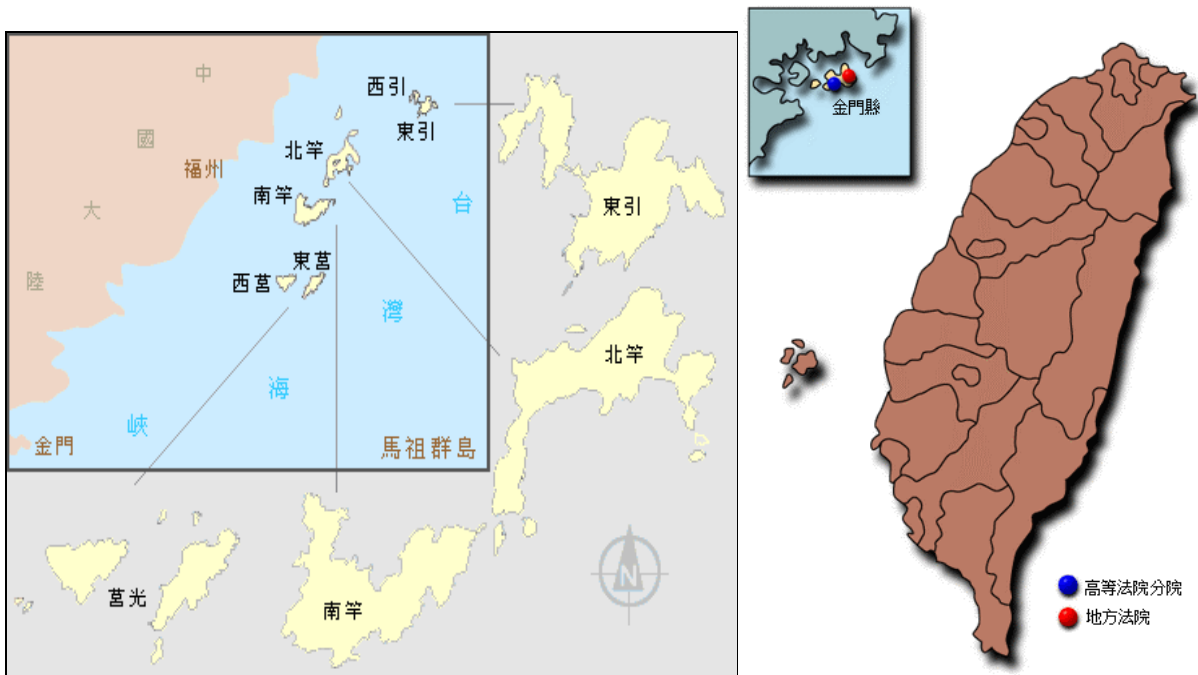 中
國
大
陸
福州
西引
東引
北竿
南竿
西莒
東莒
台
灣
海
峽
金門
馬祖群島
東引
北竿
莒光
南竿
N
金門縣
高等法院分院
地方法院